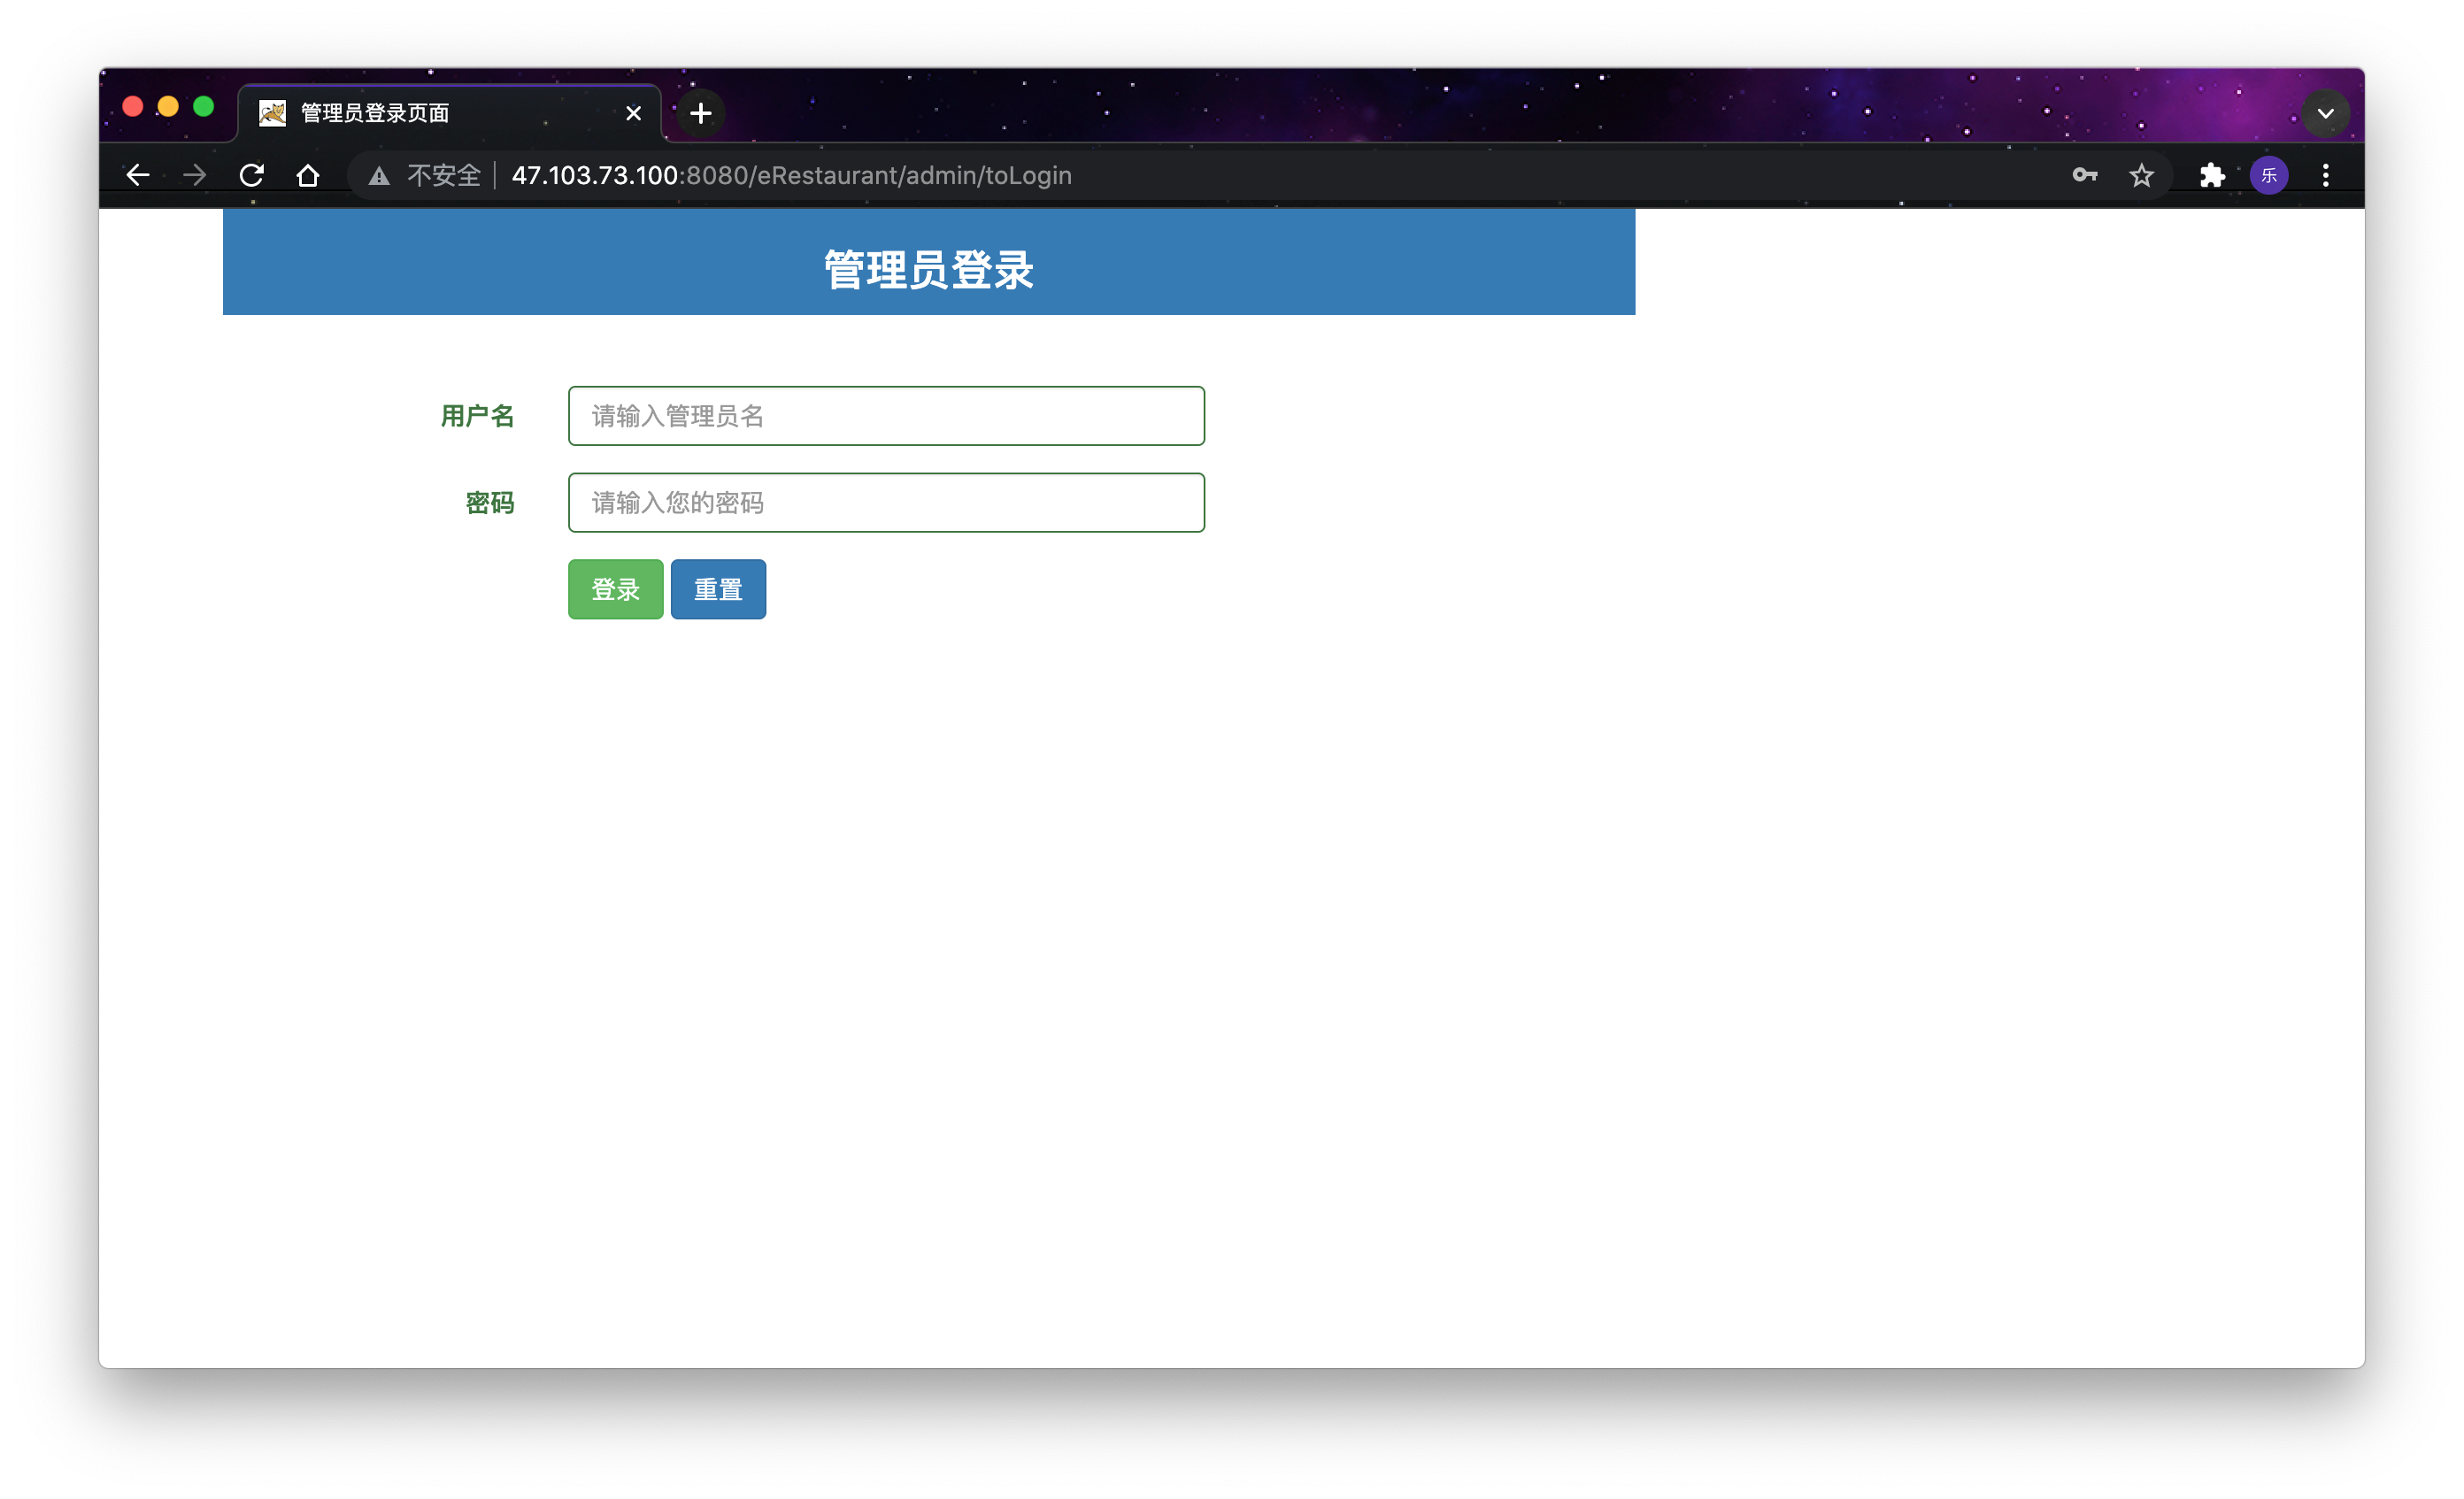 管理员登录页面
不安全 47.103.73.100:8080/eRestaurant/admin/toLogin
乐
管理员登录
用户名 请输入管理员名
密码 请输入您的密码
登录 重置